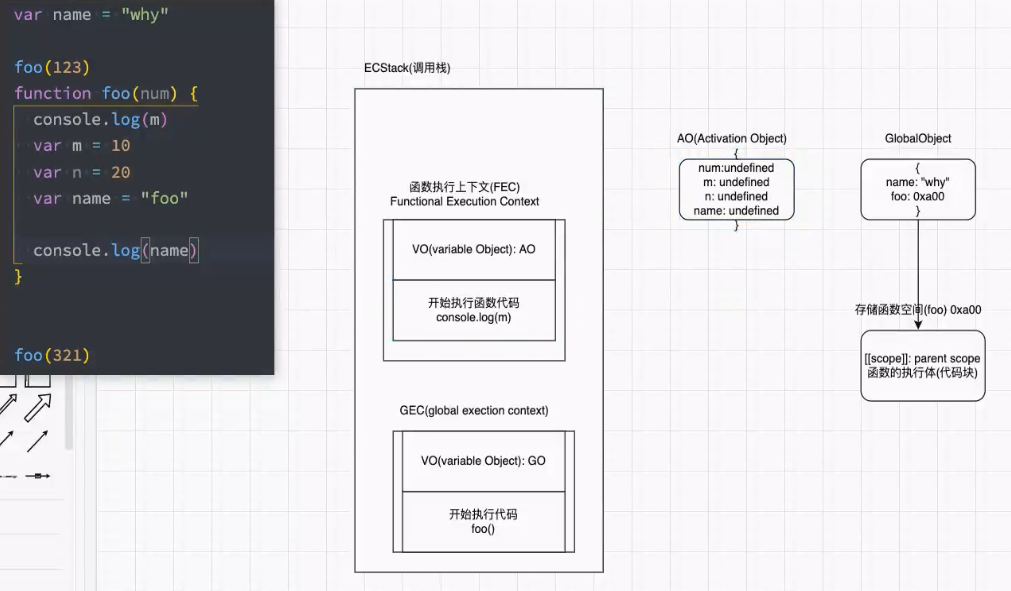 var name = "why"
foo(123)
function foo(num) {
console.log(m)
var m = 10
var n = 20
var name = "foo"
console.log(name)
}
foo(321)
ECStack(调用栈)
函数执行上下文(FEC)
Functional Execution Context
VO(variable Object): AO
开始执行函数代码
console.log(m)
GEC(global exection context)
VO(variable Object): GO
开始执行代码
foo()
AO(Activation Object)
{
num:undefined
m: undefined
n: undefined
name: undefined
}
GlobalObject
{
name: "why"
foo: 0xa00
}
存储函数空间(foo) 0xa00
[[scope]]: parent scope
函数的执行体(代码块)